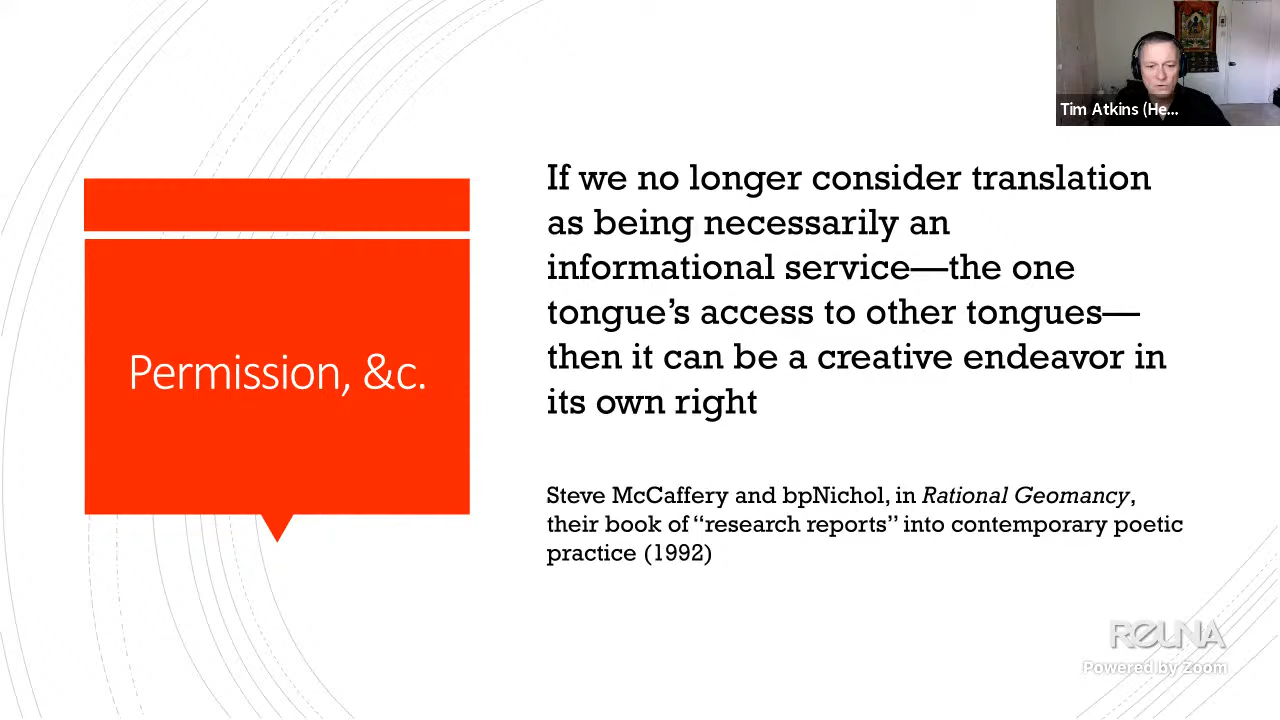 Tim Atkins (He...
Permission, &c.
If we no longer consider translation
as being necessarily an
informational service—the one
tongue’s access to other tongues—
then it can be a creative endeavor in
its own right
Steve McCaffery and bpNichol, in Rational Geomancy,
their book of “research reports” into contemporary poetic
practice (1992)
RELINA
Powered by Zoom